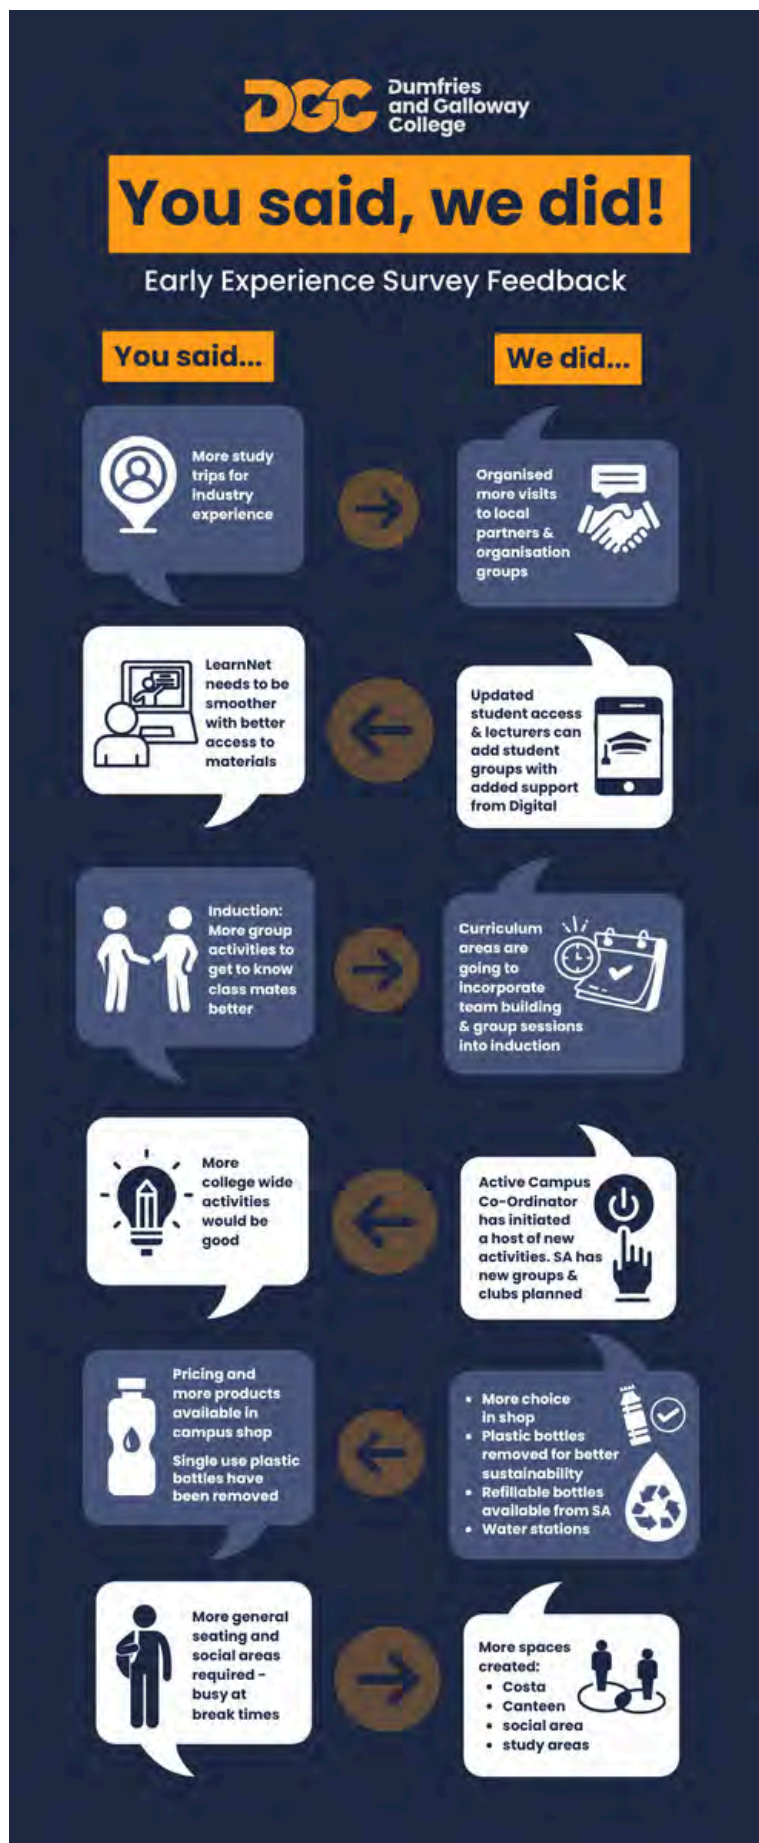 DGC
Dumfries
and Galloway
College
You said, we did!
Early Experience Survey Feedback
You said...
We did...
More study
trips for
industry
experience
Organised
more visits
to local
partners &
organisation
groups
LearnNet
needs to be
smoother
with better
access to
materials
Updated
student access
& lecturers can
add student
groups with
added support
from Digital
Induction:
More group
activities to
get to know
class mates
better
Curriculum
areas are
going to
incorporate
team building
& group sessions
into induction
More
college wide
activities
would be
good
Active Campus
Co-Ordinator
has initiated
a host of new
activities. SA has
new groups &
clubs planned
Pricing and
more products
available in
campus shop
Single use plastic
bottles have
been removed
• More choice
in shop
• Plastic bottles
removed for better
sustainability
• Refillable bottles
available from SA
• Water stations
More general
seating and
social areas
required -
busy at
break times
More spaces
created:
• Costa
• Canteen
• social area
• study areas